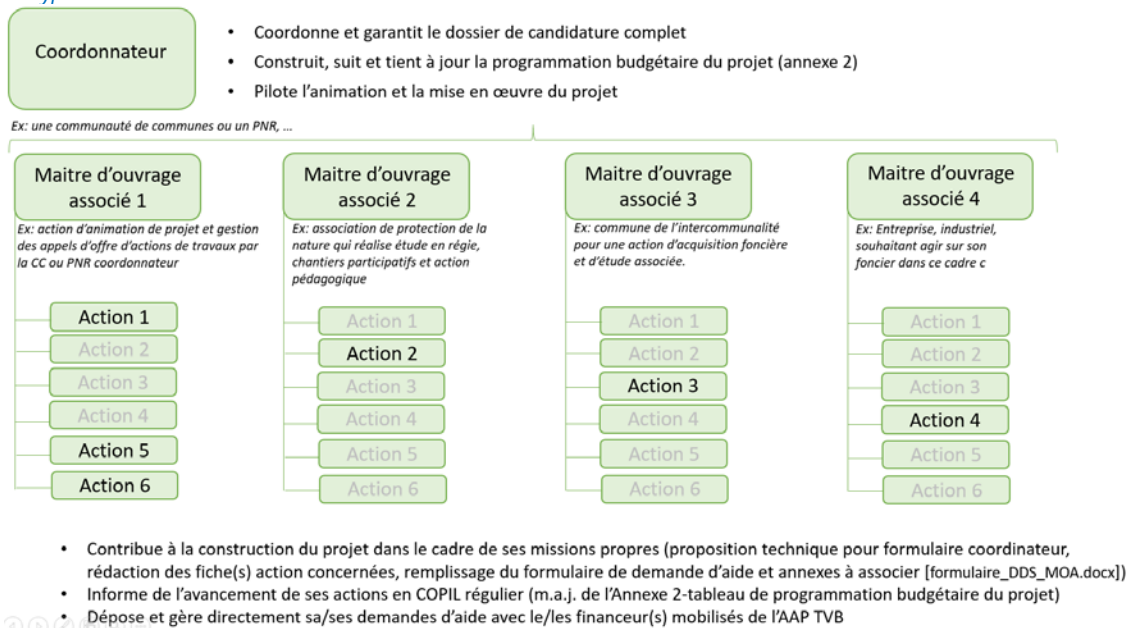 Coordonnateur
• Coordonne et garantit le dossier de candidature complet
• Construit, suit et tient à jour la programmation budgétaire du projet (annexe 2)
• Pilote l'animation et la mise en œuvre du projet
Ex: une communauté de communes ou un PNR, ...
Maitre d'ouvrage
associé 1
Ex: action d'animation de projet et gestion
des appels d'offre d'actions de travaux par
la CC ou PNR coordonnateur
Action 1
Action 2
Action 3
Action 4
Action 5
Action 6
Maitre d'ouvrage
associé 2
Ex: association de protection de la
nature qui réalise étude en régie,
chantiers participatifs et action
pédagogique
Action 1
Action 2
Action 3
Action 4
Action 5
Action 6
Maitre d'ouvrage
associé 3
Ex: commune de l'intercommunalité
pour une action d'acquisition foncière
et d'étude associée.
Action 1
Action 2
Action 3
Action 4
Action 5
Action 6
Maitre d'ouvrage
associé 4
Ex: Entreprise, industriel,
souhaitant agir sur son
foncier dans ce cadre c
Action 1
Action 2
Action 3
Action 4
Action 5
Action 6
• Contribue à la construction du projet dans le cadre de ses missions propres (proposition technique pour formulaire coordinateur,
rédaction des fiche(s) action concernées, remplissage du formulaire de demande d'aide et annexes à associer [formulaire_DDS_MOA.docx])
• Informe de l'avancement de ses actions en COPIL régulier (m.a.j. de l'Annexe 2-tableau de programmation budgétaire du projet)
• Dépose et gère directement sa/ses demandes d'aide avec le/les financeur(s) mobilisés de l'AAP TVB